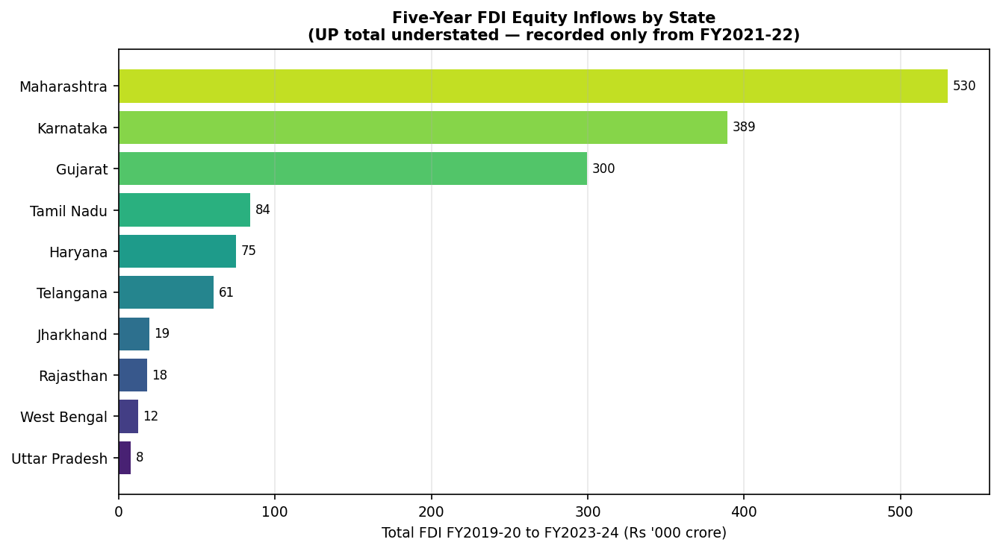 Five-Year FDI Equity Inflows by State
(UP total understated — recorded only from FY2021-22)
Maharashtra 530
Karnataka 389
Gujarat 300
Tamil Nadu 84
Haryana 75
Telangana 61
Jharkhand 19
Rajasthan 18
West Bengal 12
Uttar Pradesh 8
0 100 200 300 400 500
Total FDI FY2019-20 to FY2023-24 (Rs '000 crore)